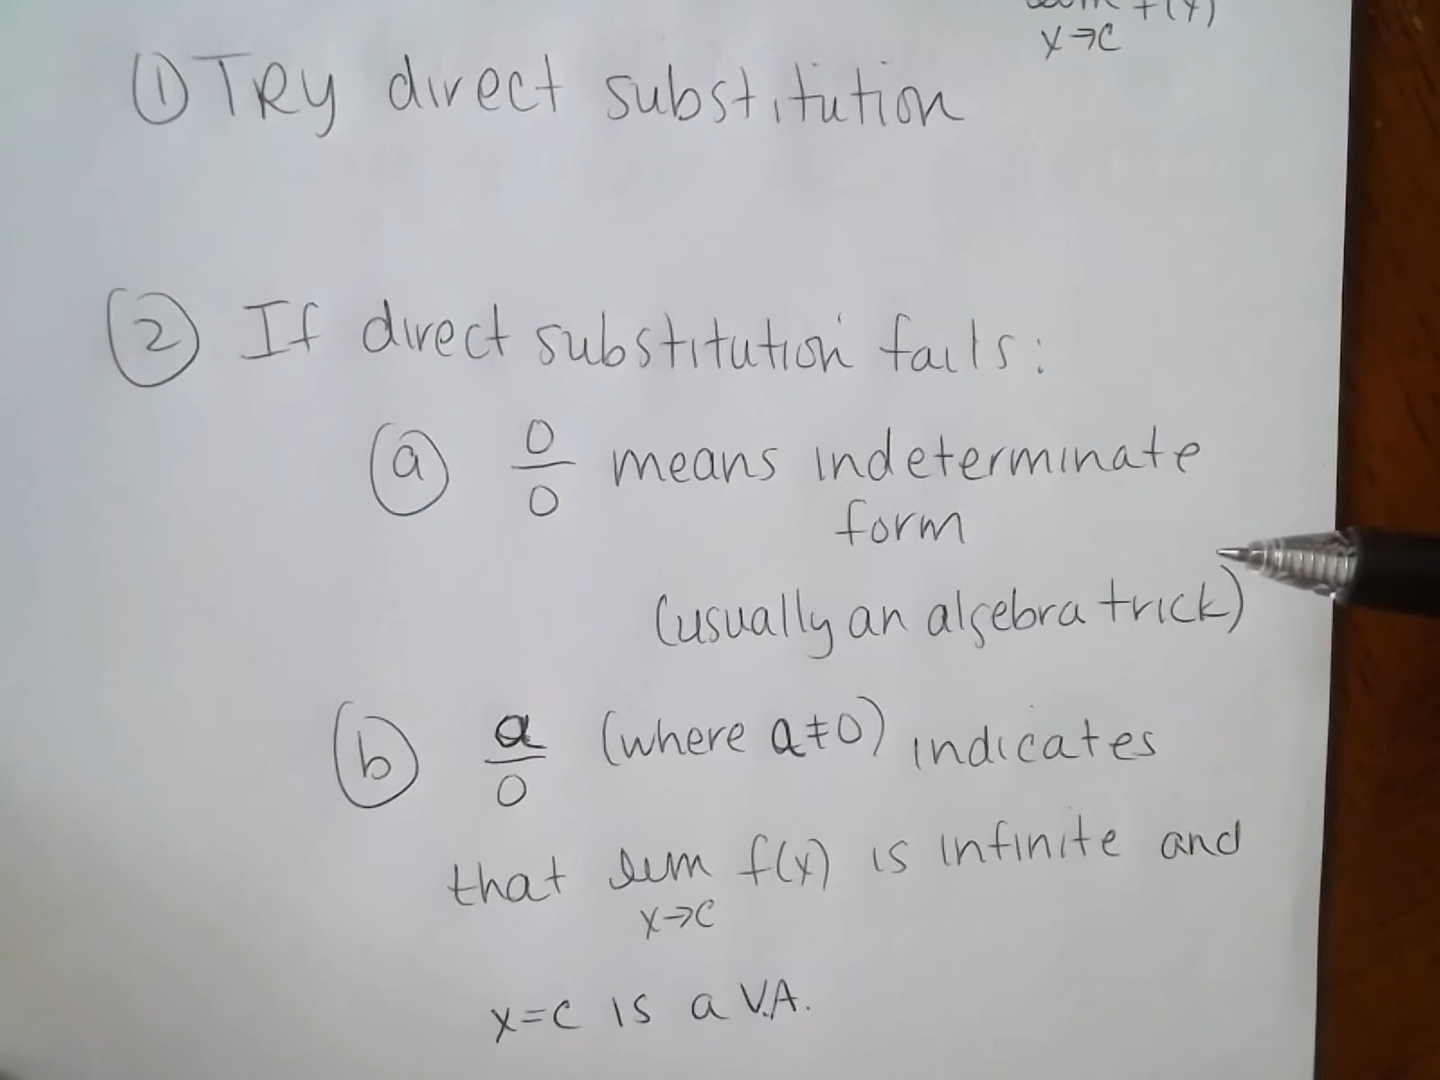 x→c
① TRy direct substitution
② If direct substitution fails:
ⓐ 0/0 means indeterminate
form
(usually an algebra trick)
ⓑ a/0 (where a≠0) indicates
that lim f(x) is infinite and
x→c
x=c is a V.A.